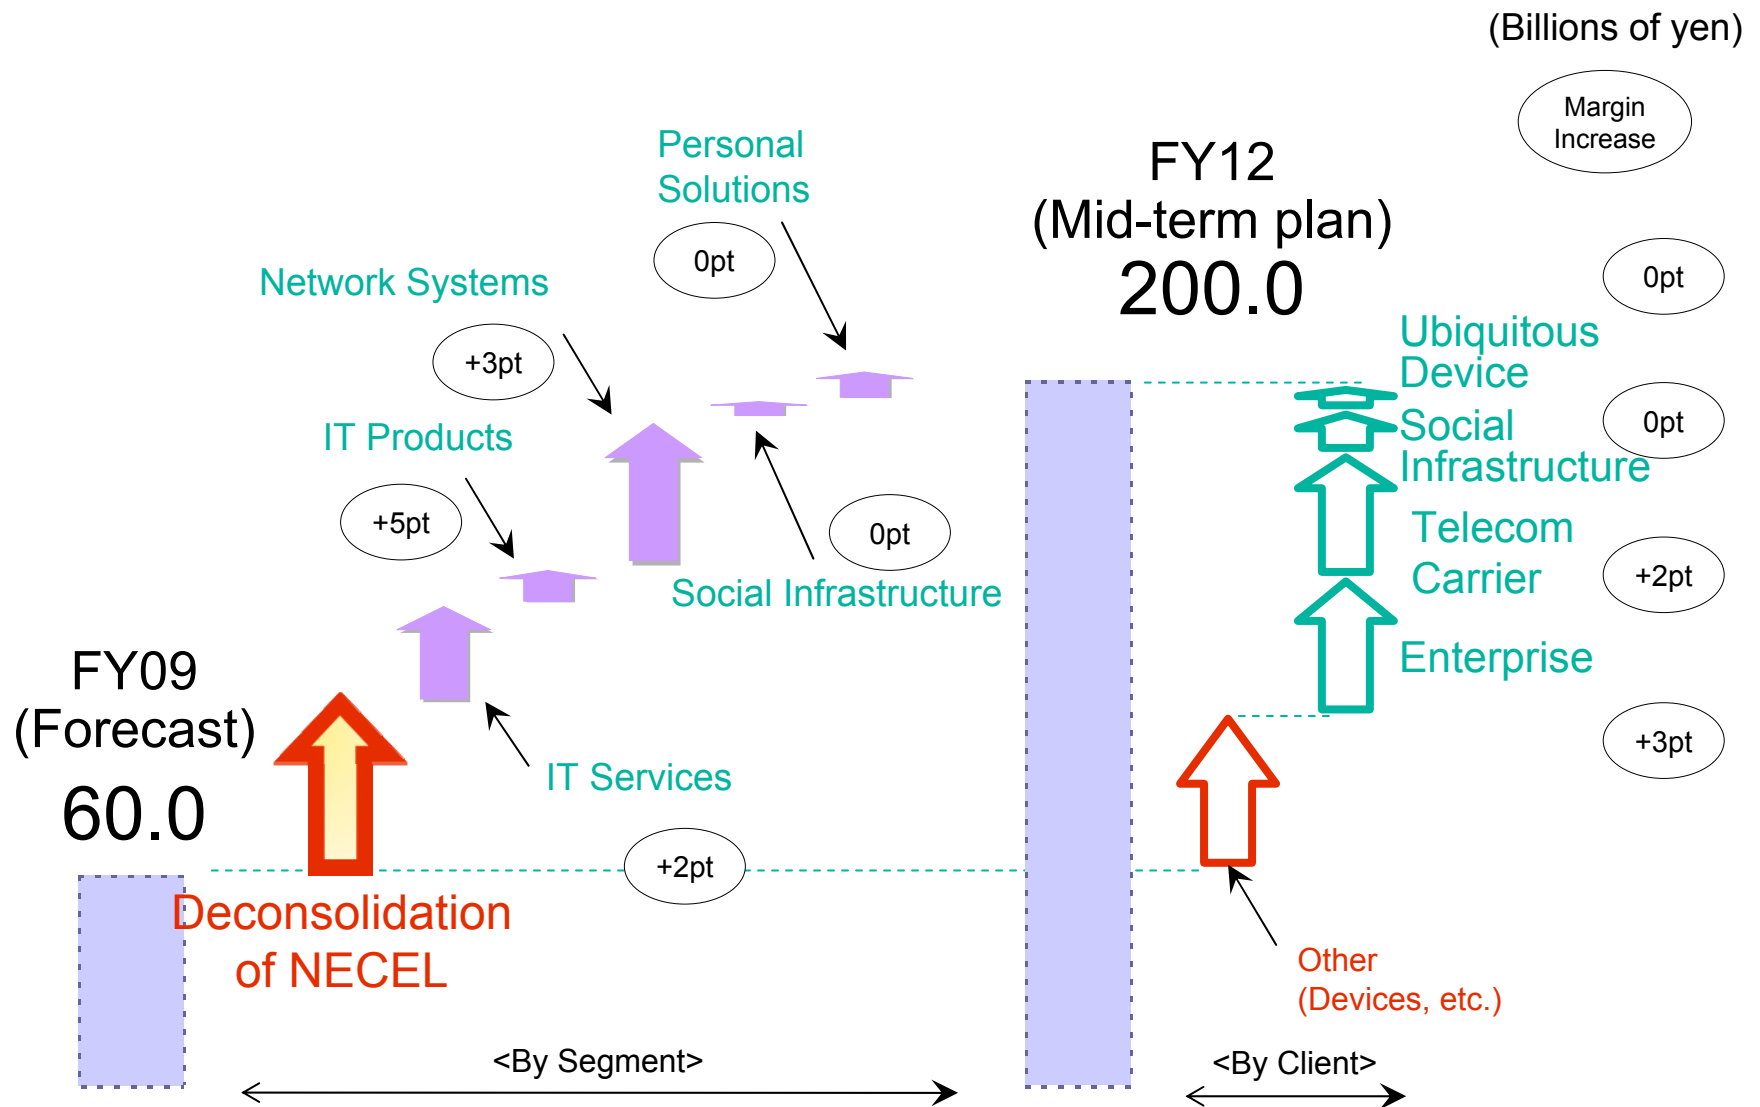 (Billions of yen)
Margin
Increase
Personal
Solutions
0pt
Network Systems
+3pt
IT Products
+5pt
0pt
Social Infrastructure
FY09
(Forecast)
60.0
IT Services
+2pt
Deconsolidation
of NECEL
<By Segment>
FY12
(Mid-term plan)
200.0
0pt
Ubiquitous
Device
0pt
Social
Infrastructure
Telecom
Carrier
+2pt
Enterprise
+3pt
Other
(Devices, etc.)
<By Client>